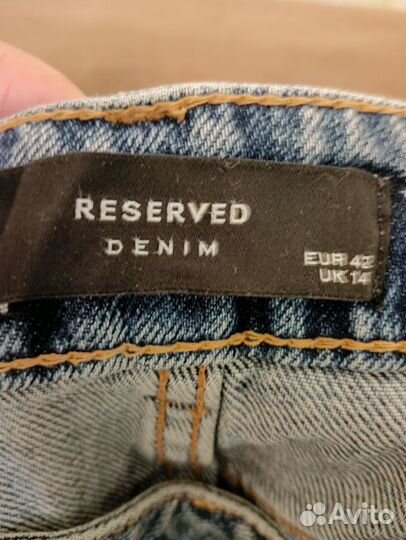 RESERVED
DENIM
EUR 42
UK 14
Avito